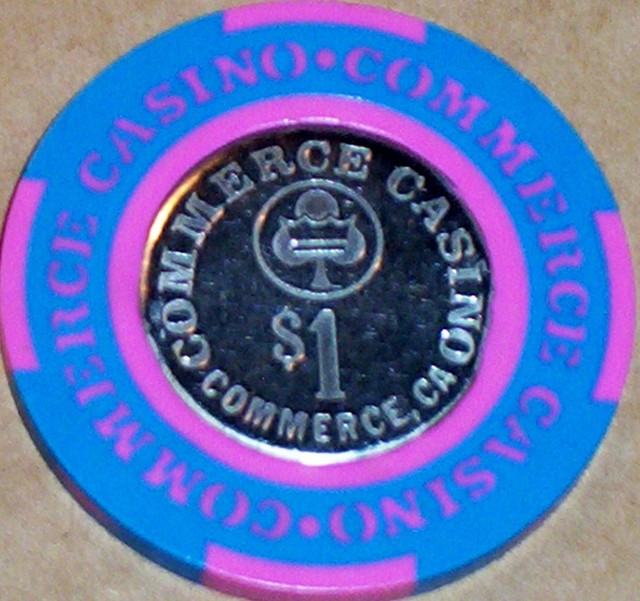 COMMERCE CASINO • COMMERCE CASINO •
COMMERCE CASINO
$1
COMMERCE, CA